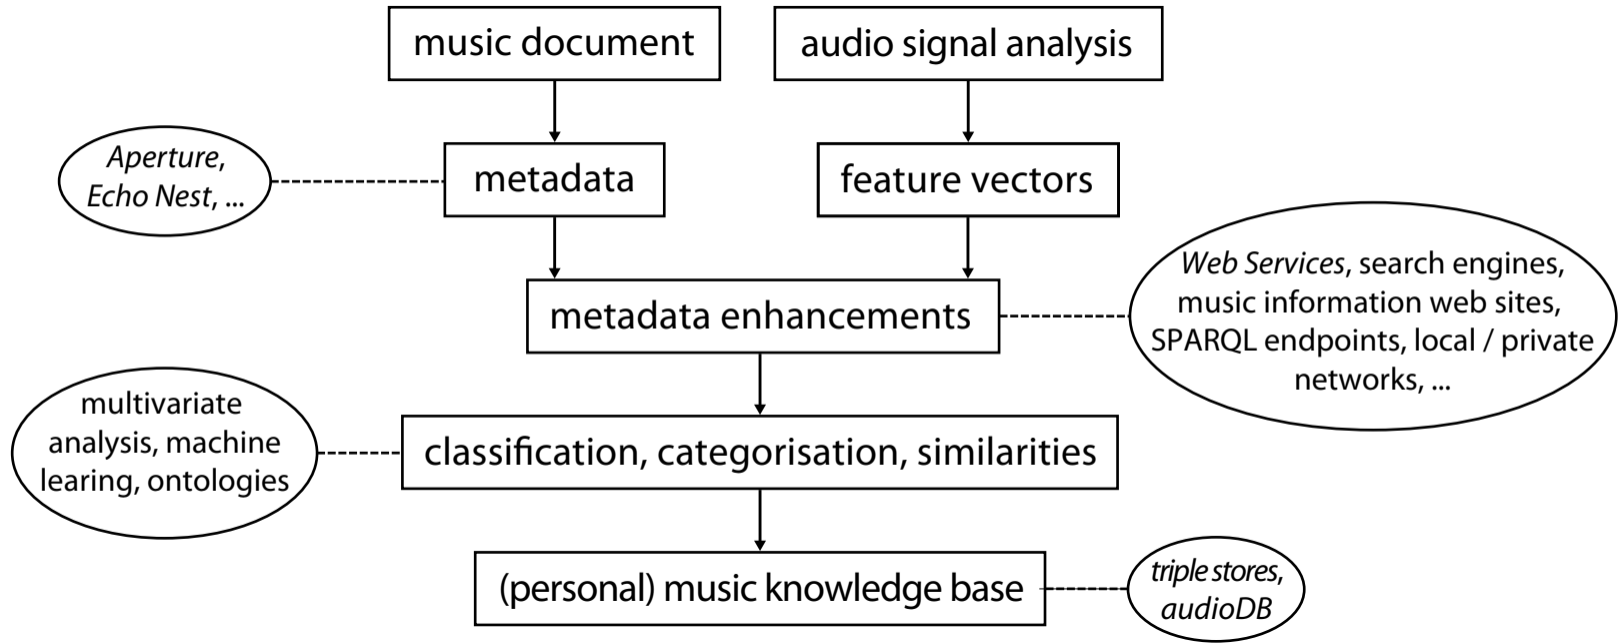 music document
audio signal analysis
Aperture,
Echo Nest, ...
metadata
feature vectors
Web Services, search engines,
music information web sites,
SPARQL endpoints, local / private
networks, ...
metadata enhancements
multivariate
analysis, machine
learing, ontologies
classification, categorisation, similarities
(personal) music knowledge base
triple stores,
audioDB